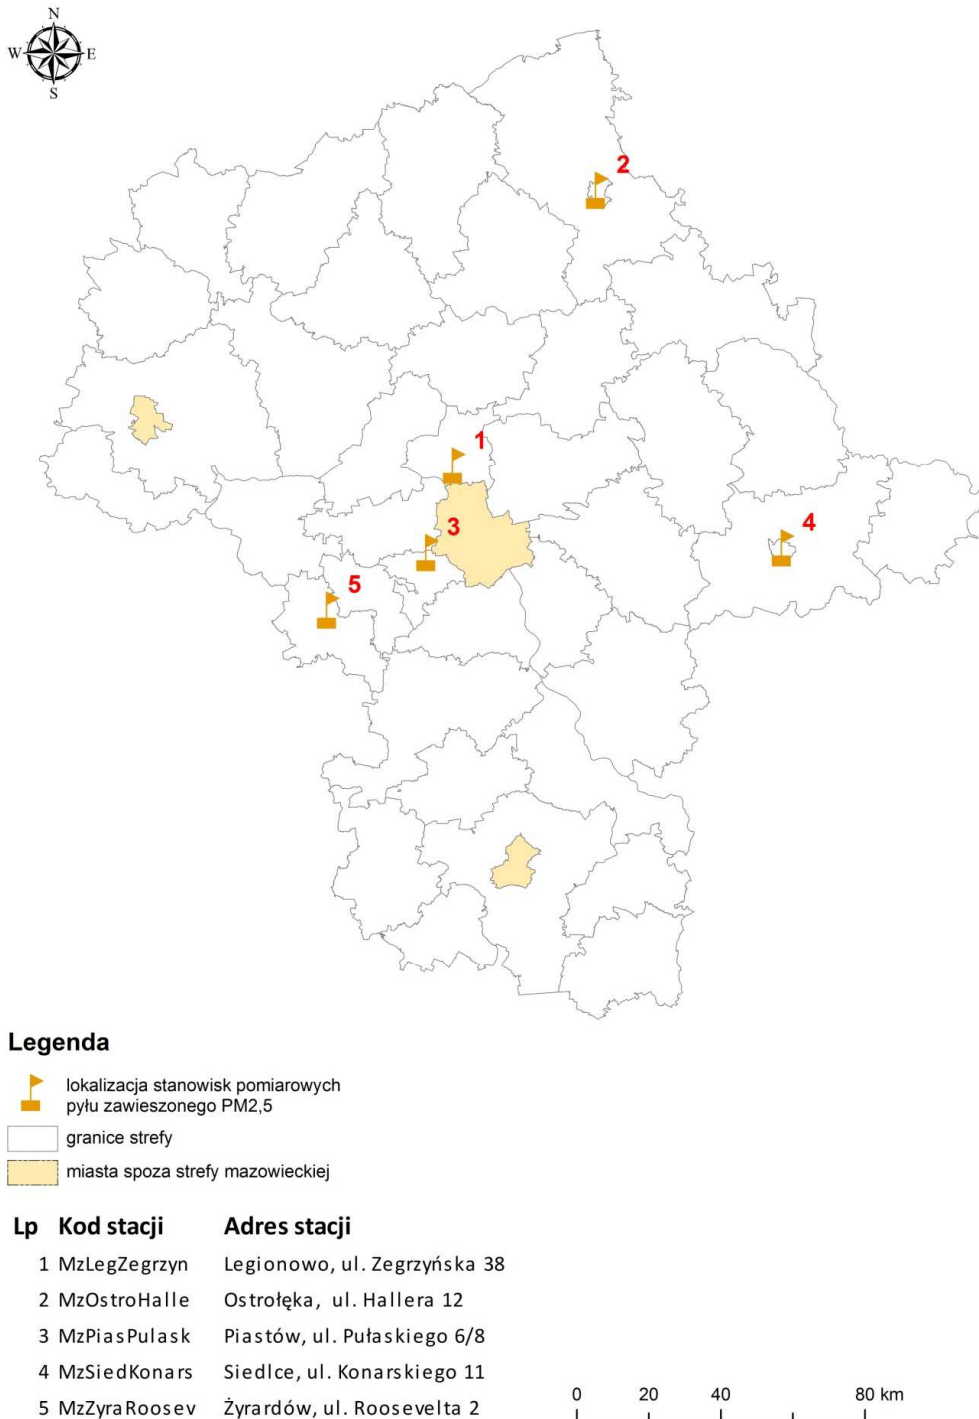 N
W E
S
2
1
3
4
5
Legenda
lokalizacja stanowisk pomiarowych
pyłu zawieszonego PM2,5
granice strefy
miasta spoza strefy mazowieckiej
Lp Kod stacji Adres stacji
1 MzLegZegrzyn Legionowo, ul. Zegrzyńska 38
2 MzOstroHalle Ostrołęka, ul. Hallera 12
3 MzPiasPulask Piastów, ul. Pułaskiego 6/8
4 MzSiedKonars Siedlce, ul. Konarskiego 11
5 MzZyraRoosev Żyrardów, ul. Roosevelta 2
0 20 40 80 km